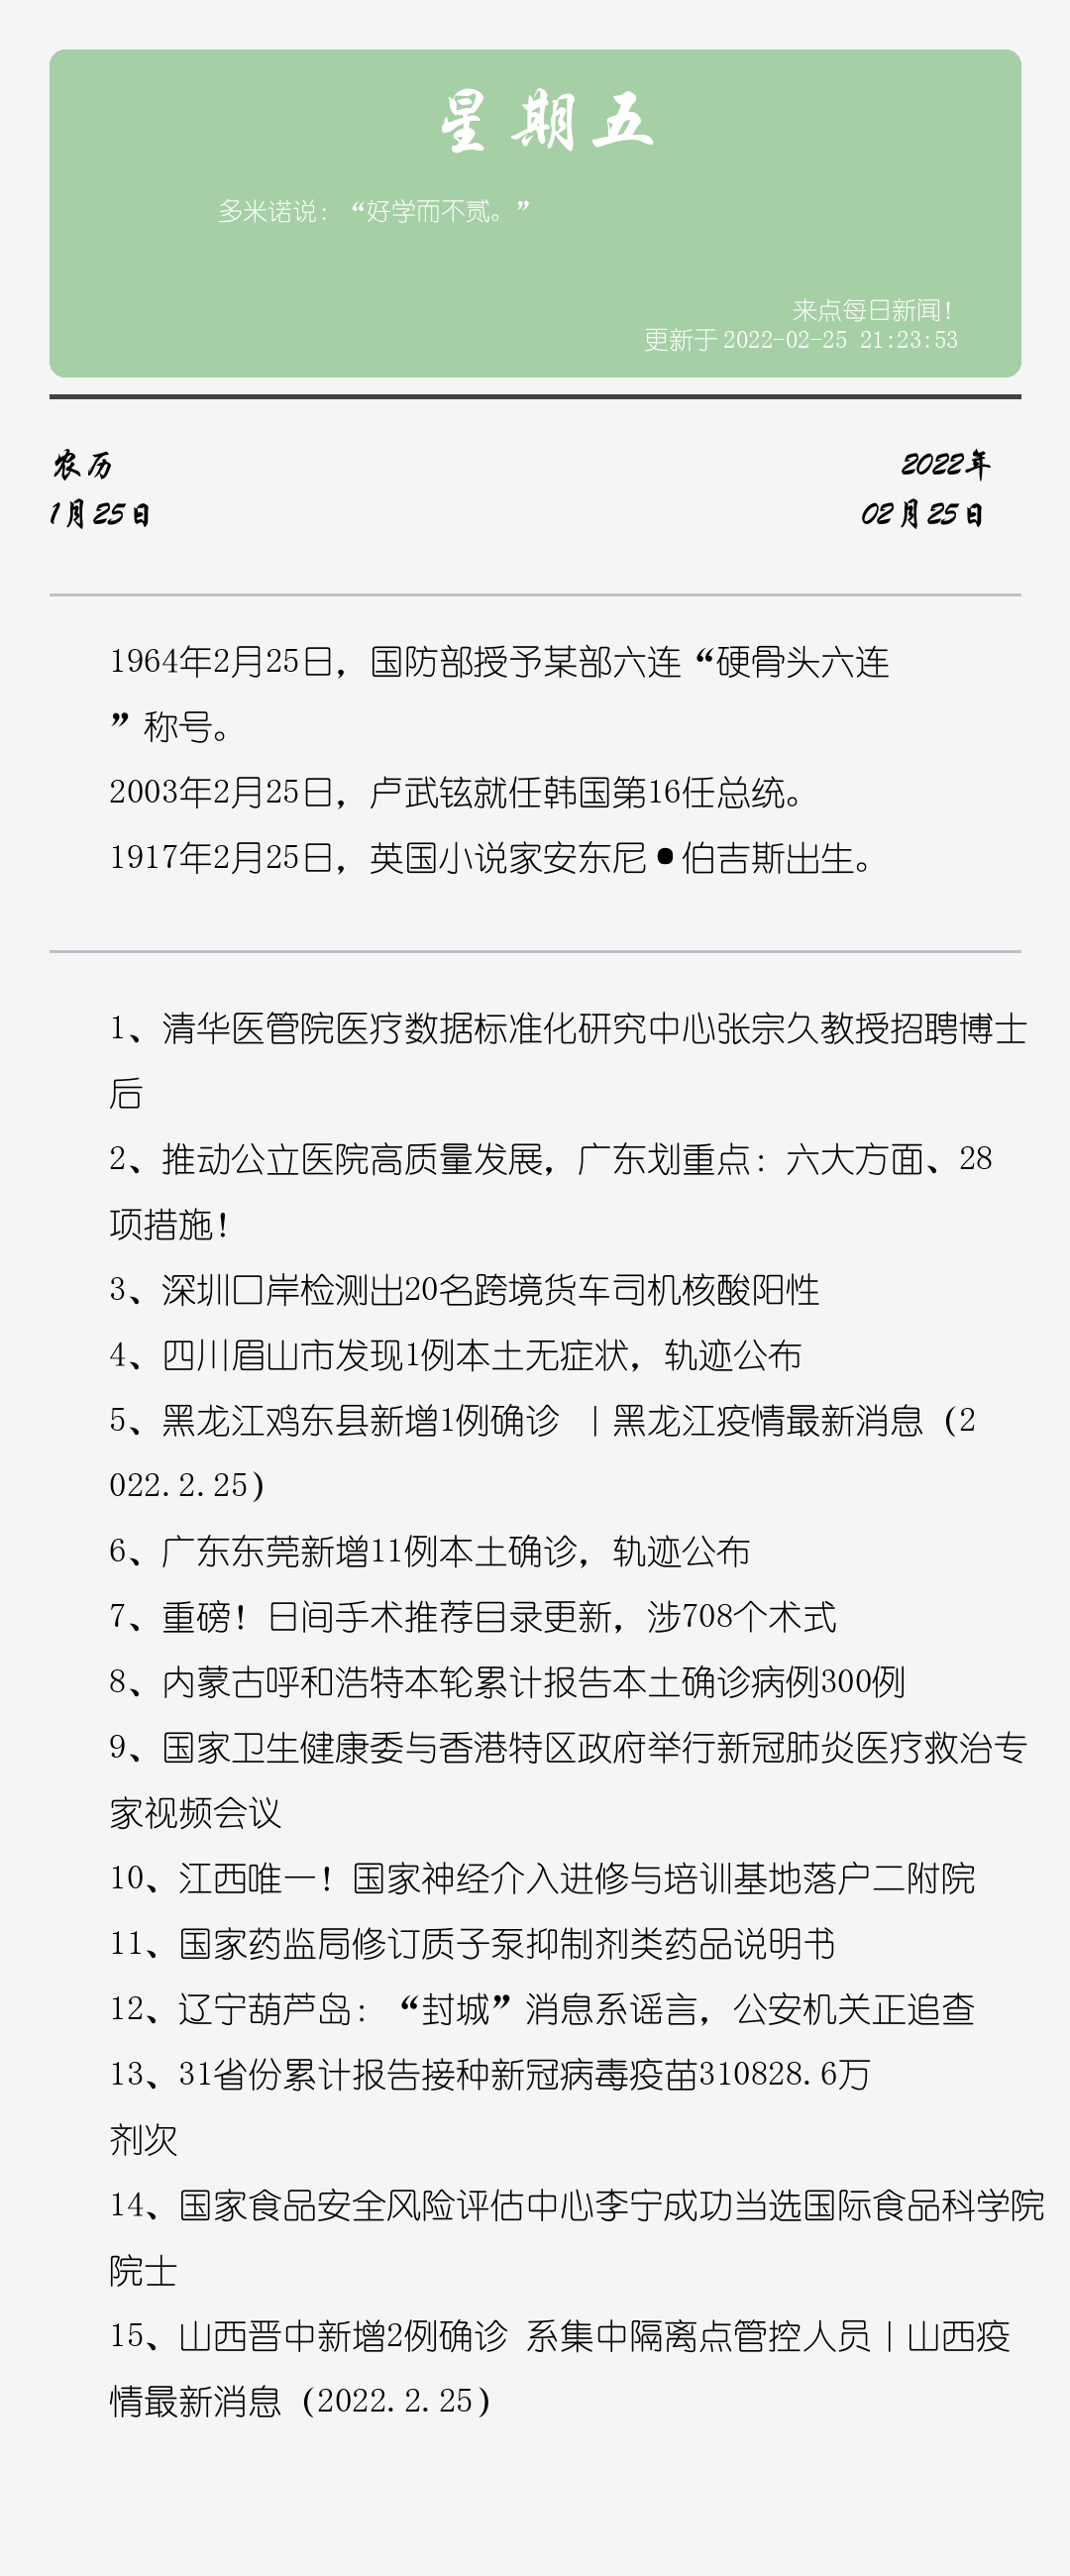 星期五
多米诺说：“好学而不贰。”
来点每日新闻！
更新于 2022-02-25 21:23:53
农历
2022年
1月25日
02月25日
1964年2月25日，国防部授予某部六连“硬骨头六连
”称号。
2003年2月25日，卢武铉就任韩国第16任总统。
1917年2月25日，英国小说家安东尼•伯吉斯出生。
1、清华医管院医疗数据标准化研究中心张宗久教授招聘博士
后
2、推动公立医院高质量发展，广东划重点：六大方面、28
项措施！
3、深圳口岸检测出20名跨境货车司机核酸阳性
4、四川眉山市发现1例本土无症状，轨迹公布
5、黑龙江鸡东县新增1例确诊 丨黑龙江疫情最新消息（2
022.2.25）
6、广东东莞新增11例本土确诊，轨迹公布
7、重磅！日间手术推荐目录更新，涉708个术式
8、内蒙古呼和浩特本轮累计报告本土确诊病例300例
9、国家卫生健康委与香港特区政府举行新冠肺炎医疗救治专
家视频会议
10、江西唯一！国家神经介入进修与培训基地落户二附院
11、国家药监局修订质子泵抑制剂类药品说明书
12、辽宁葫芦岛：“封城”消息系谣言，公安机关正追查
13、31省份累计报告接种新冠病毒疫苗310828.6万
剂次
14、国家食品安全风险评估中心李宁成功当选国际食品科学院
院士
15、山西晋中新增2例确诊 系集中隔离点管控人员丨山西疫
情最新消息（2022.2.25）